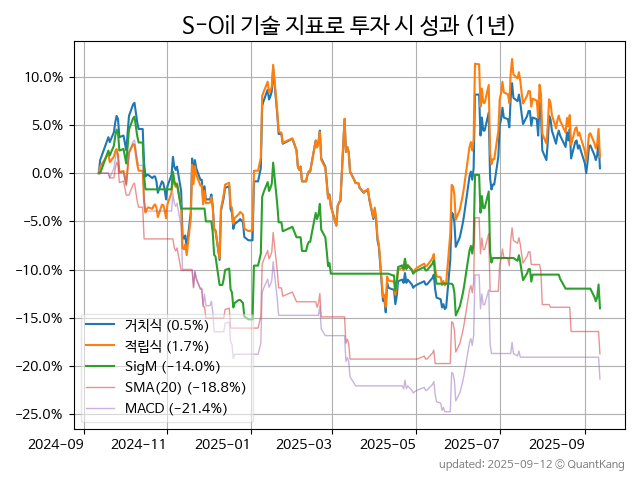 S-Oil 기술 지표로 투자 시 성과 (1년)
10.0%
5.0%
0.0%
-5.0%
-10.0%
-15.0%
-20.0%
-25.0%
거치식 (0.5%)
적립식 (1.7%)
SigM (-14.0%)
SMA(20) (-18.8%)
MACD (-21.4%)
2024-09 2024-11 2025-01 2025-03 2025-05 2025-07 2025-09
updated: 2025-09-12 © QuantKang